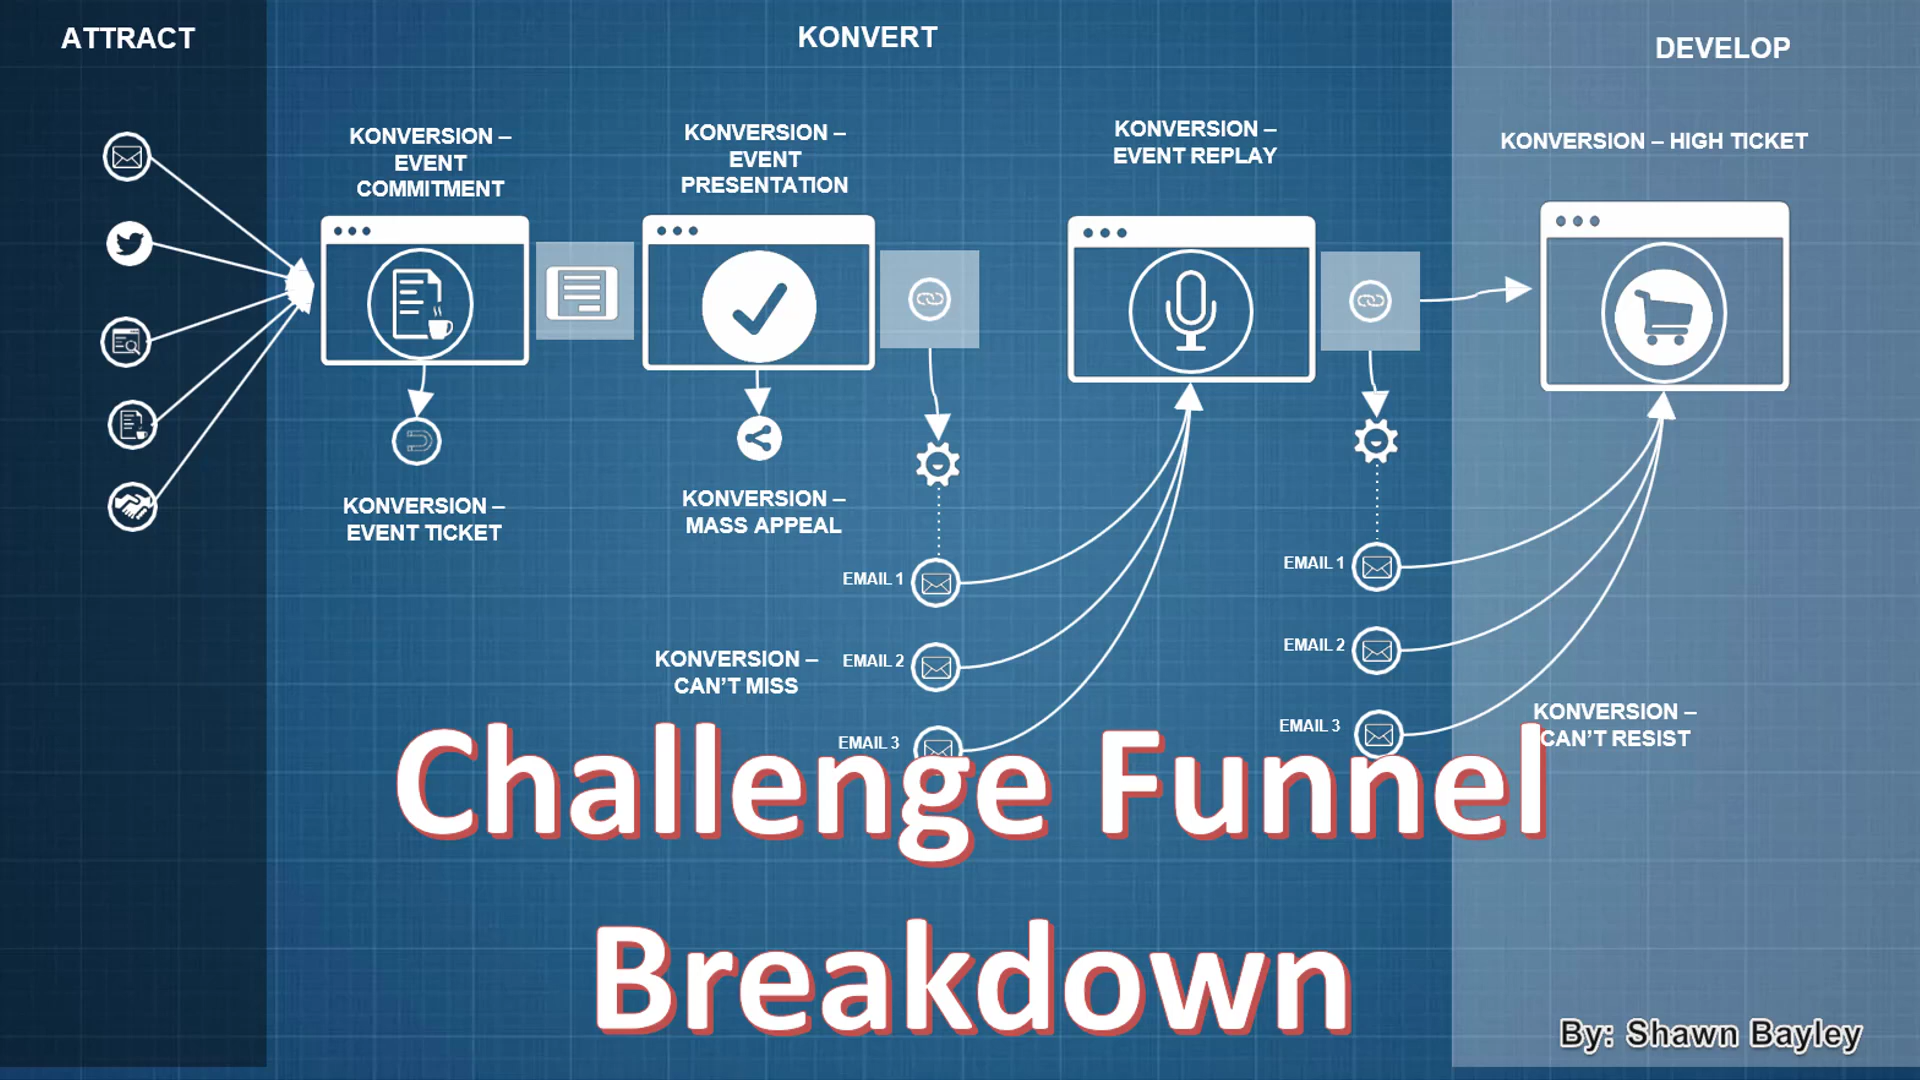 ATTRACT
KONVERT
DEVELOP
KONVERSION –
EVENT
COMMITMENT
KONVERSION –
EVENT
PRESENTATION
KONVERSION –
EVENT REPLAY
KONVERSION – HIGH TICKET
KONVERSION –
EVENT TICKET
KONVERSION –
MASS APPEAL
EMAIL 1
EMAIL 2
EMAIL 3
KONVERSION –
CAN'T MISS
EMAIL 1
EMAIL 2
EMAIL 3
KONVERSION –
CAN'T RESIST
Challenge Funnel
Breakdown
By: Shawn Bayley